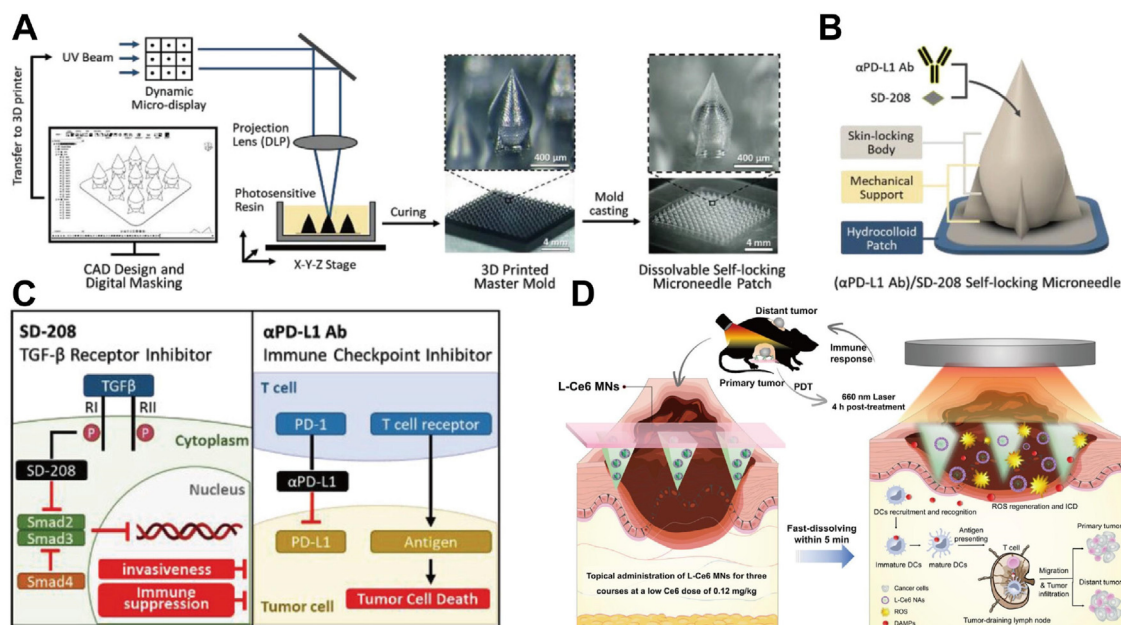 A
Transfer to 3D printer
UV Beam
Dynamic
Micro-display
Projection
Lens (DLP)
Photosensitive
Resin
X-Y-Z Stage
CAD Design and
Digital Masking
Curing
400 μm
4 mm
3D Printed
Master Mold
Mold
casting
400 μm
4 mm
Dissolvable Self-locking
Microneedle Patch
B
αPD-L1 Ab
SD-208
Skin-locking
Body
Mechanical
Support
Hydrocolloid
Patch
(αPD-L1 Ab)/SD-208 Self-locking Microneedle
C
SD-208
TGF-β Receptor Inhibitor
TGFβ
RI
RII
P
P
Cytoplasm
SD-208
Nucleus
Smad2
Smad3
Smad4
invasiveness
Immune
suppression
αPD-L1 Ab
Immune Checkpoint Inhibitor
T cell
PD-1
T cell receptor
αPD-L1
PD-L1
Antigen
Tumor cell
Tumor Cell Death
D
Distant tumor
Primary tumor
Immune
response
PDT
L-Ce6 MNs
660 nm Laser
4 h post-treatment
Topical administration of L-Ce6 MNs for three
courses at a low Ce6 dose of 0.12 mg/kg
Fast-dissolving
within 5 min
DCs recruitment and recognition
ROS regeneration and ICD
Immature DCs
mature DCs
Antigen
presenting
T cell
Tumor-draining lymph node
Migration
& Tumor
infiltration
Primary tumor
Distant tumor
Cancer cells
L-Ce6 NAs
ROS
DAMPs